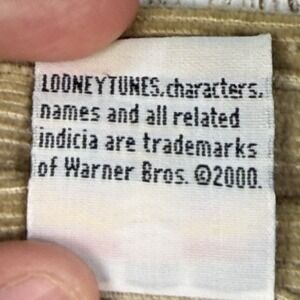 LOONEYTUNES, characters,
names and all related
indicia are trademarks
of Warner Bros. ©2000.